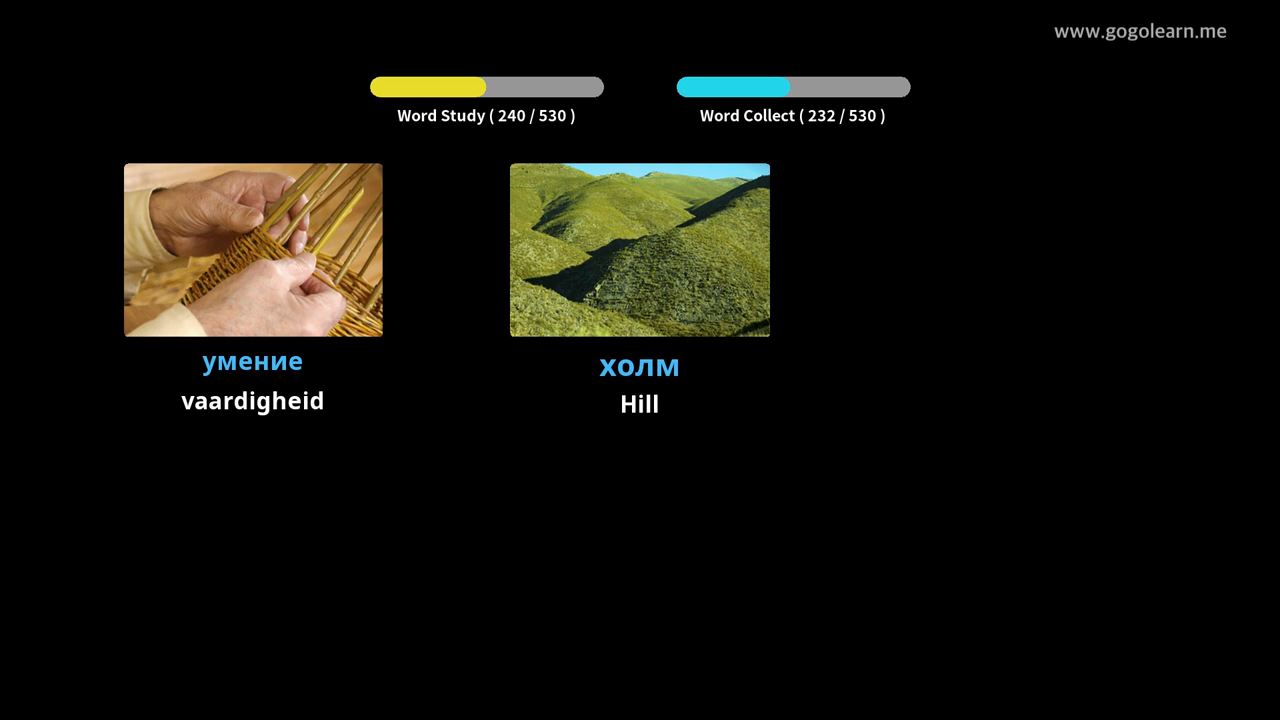 www.gogolearn.me
Word Study ( 240 / 530 )
Word Collect ( 232 / 530 )
умение
vaardigheid
холм
Hill